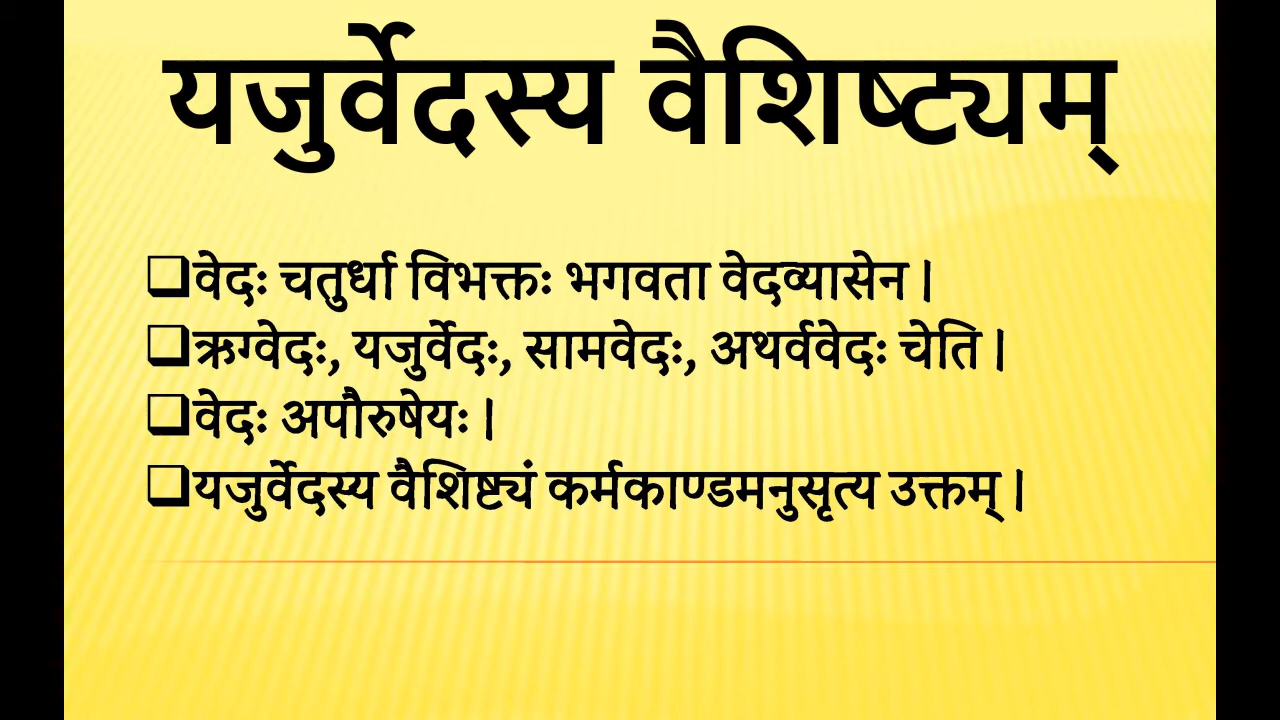 यजुर्वेदस्य वैशिष्ट्यम्
❑वेदः चतुर्धा विभक्तः भगवता वेदव्यासेन।
❑ऋग्वेदः, यजुर्वेदः, सामवेदः, अथर्ववेदः चेति।
❑वेदः अपौरुषेयः।
❑यजुर्वेदस्य वैशिष्ट्यं कर्मकाण्डमनुसृत्य उक्तम्।